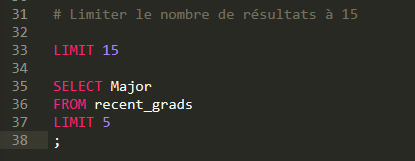 31 # Limiter le nombre de résultats à 15
32
33 LIMIT 15
34
35 SELECT Major
36 FROM recent_grads
37 LIMIT 5
38 ;